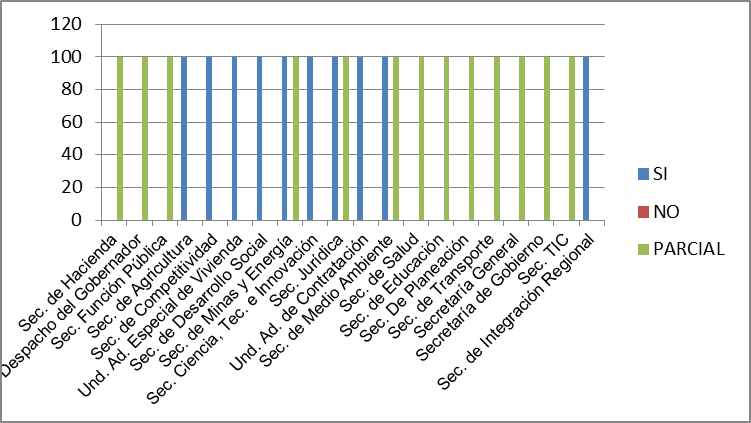 120
100
80
60
40
20
0
Sec. de Hacienda
Despacho del Gobernador
Sec. Función Pública
Sec. de Agricultura
Sec. de Competitividad
Und. Ad. Especial de Vivienda
Sec. de Desarrollo Social
Sec. de Minas y Energía
Sec. Ciencia, Tec. e Innovación
Sec. Jurídica
Und. Ad. de Contratación
Sec. de Medio Ambiente
Sec. de Salud
Sec. de Educación
Sec. De Planeación
Sec. de Transporte
Secretaría General
Secretaría de Gobierno
Sec. TIC
Sec. de Integración Regional
SI
NO
PARCIAL